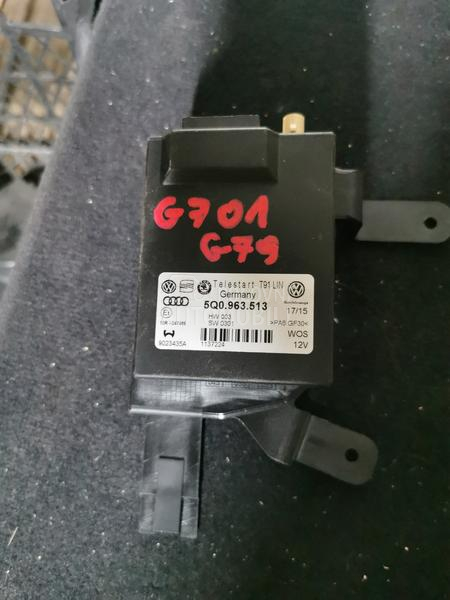 G701
G79
Telestart T91 LIN
Germany
5Q0.963.513
17/15
HW 003
SW 0301
>PA6 GF30<
WOS
9023435A
1137224
12V